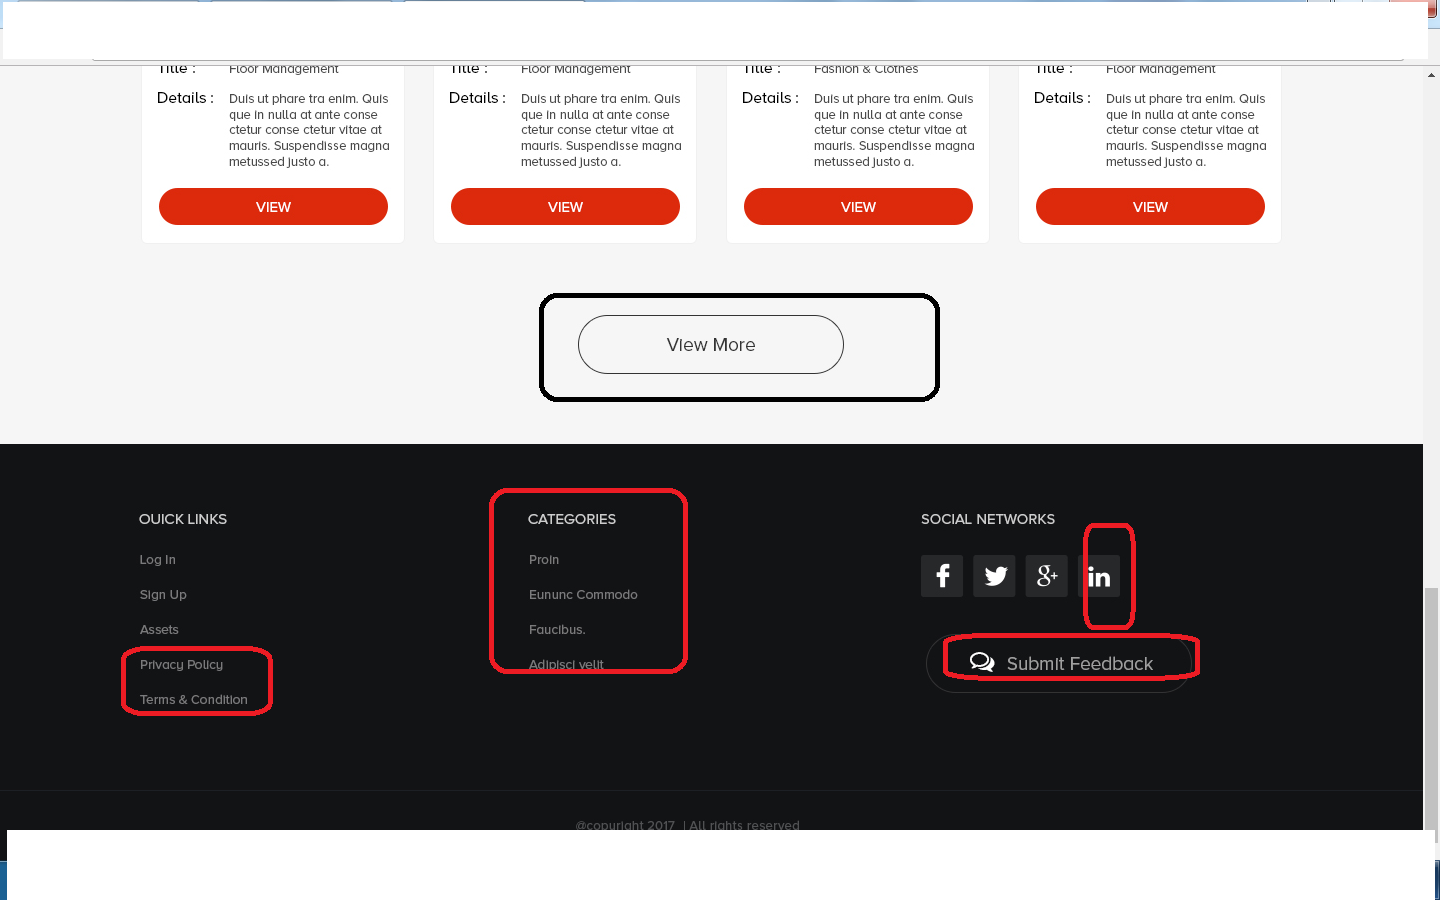 Title : Floor Management
Details : Duis ut phare tra enim. Quis
que in nulla at ante conse
ctetur conse ctetur vitae at
mauris. Suspendisse magna
metussed justo a.
VIEW
Title : Floor Management
Details : Duis ut phare tra enim. Quis
que in nulla at ante conse
ctetur conse ctetur vitae at
mauris. Suspendisse magna
metussed justo a.
VIEW
Title : Fashion & Clothes
Details : Duis ut phare tra enim. Quis
que in nulla at ante conse
ctetur conse ctetur vitae at
mauris. Suspendisse magna
metussed justo a.
VIEW
Title : Floor Management
Details : Duis ut phare tra enim. Quis
que in nulla at ante conse
ctetur conse ctetur vitae at
mauris. Suspendisse magna
metussed justo a.
VIEW
View More
QUICK LINKS
Log In
Sign Up
Assets
Privacy Policy
Terms & Condition
CATEGORIES
Proin
Eununc Commodo
Faucibus.
Adipisci velit
SOCIAL NETWORKS
f
g+
in
Submit Feedback
@copyright 2017 | All rights reserved